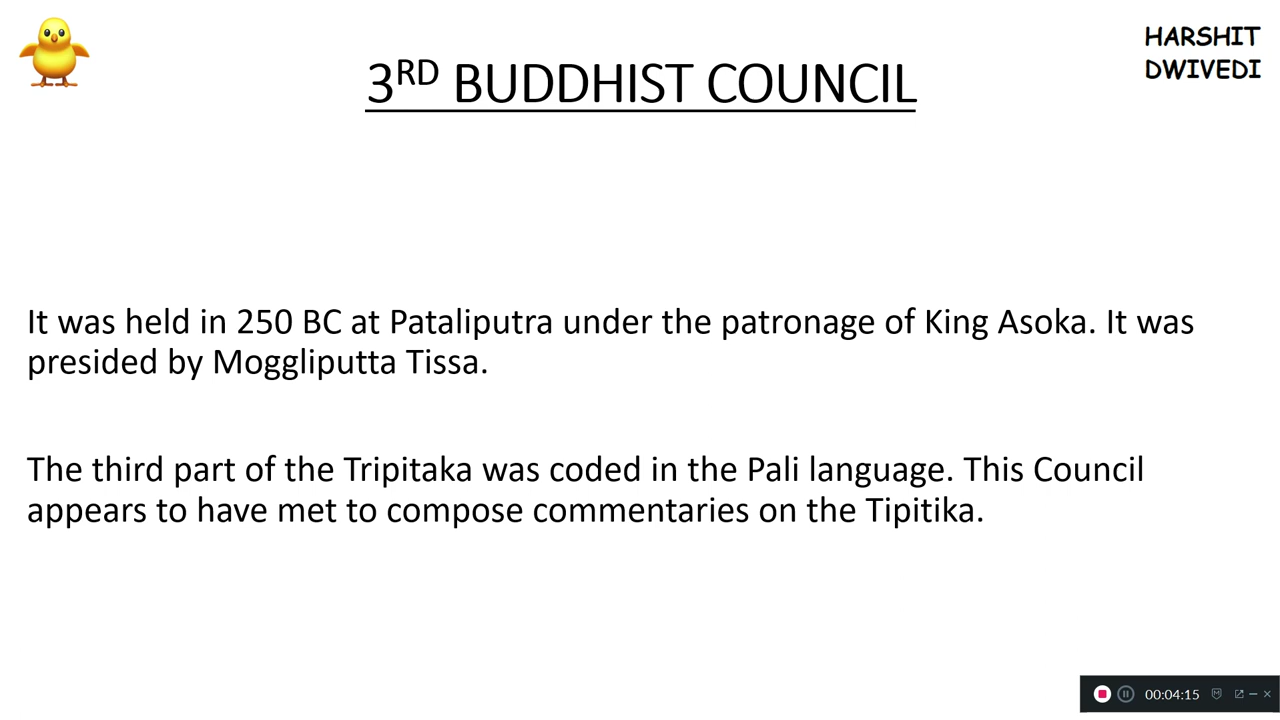 HARSHIT
DWIVEDI
3RD BUDDHIST COUNCIL
It was held in 250 BC at Pataliputra under the patronage of King Asoka. It was
presided by Moggliputta Tissa.
The third part of the Tripitaka was coded in the Pali language. This Council
appears to have met to compose commentaries on the Tipitika.
00:04:15